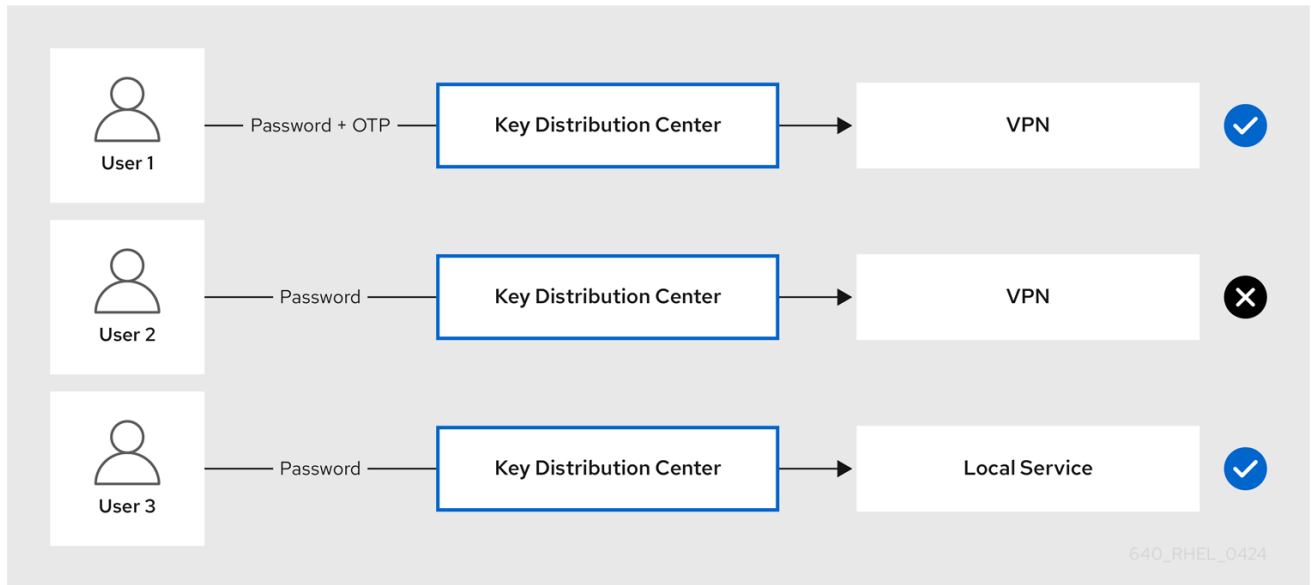 User 1
Password + OTP
Key Distribution Center
VPN
User 2
Password
Key Distribution Center
VPN
User 3
Password
Key Distribution Center
Local Service
640_RHEL_0424